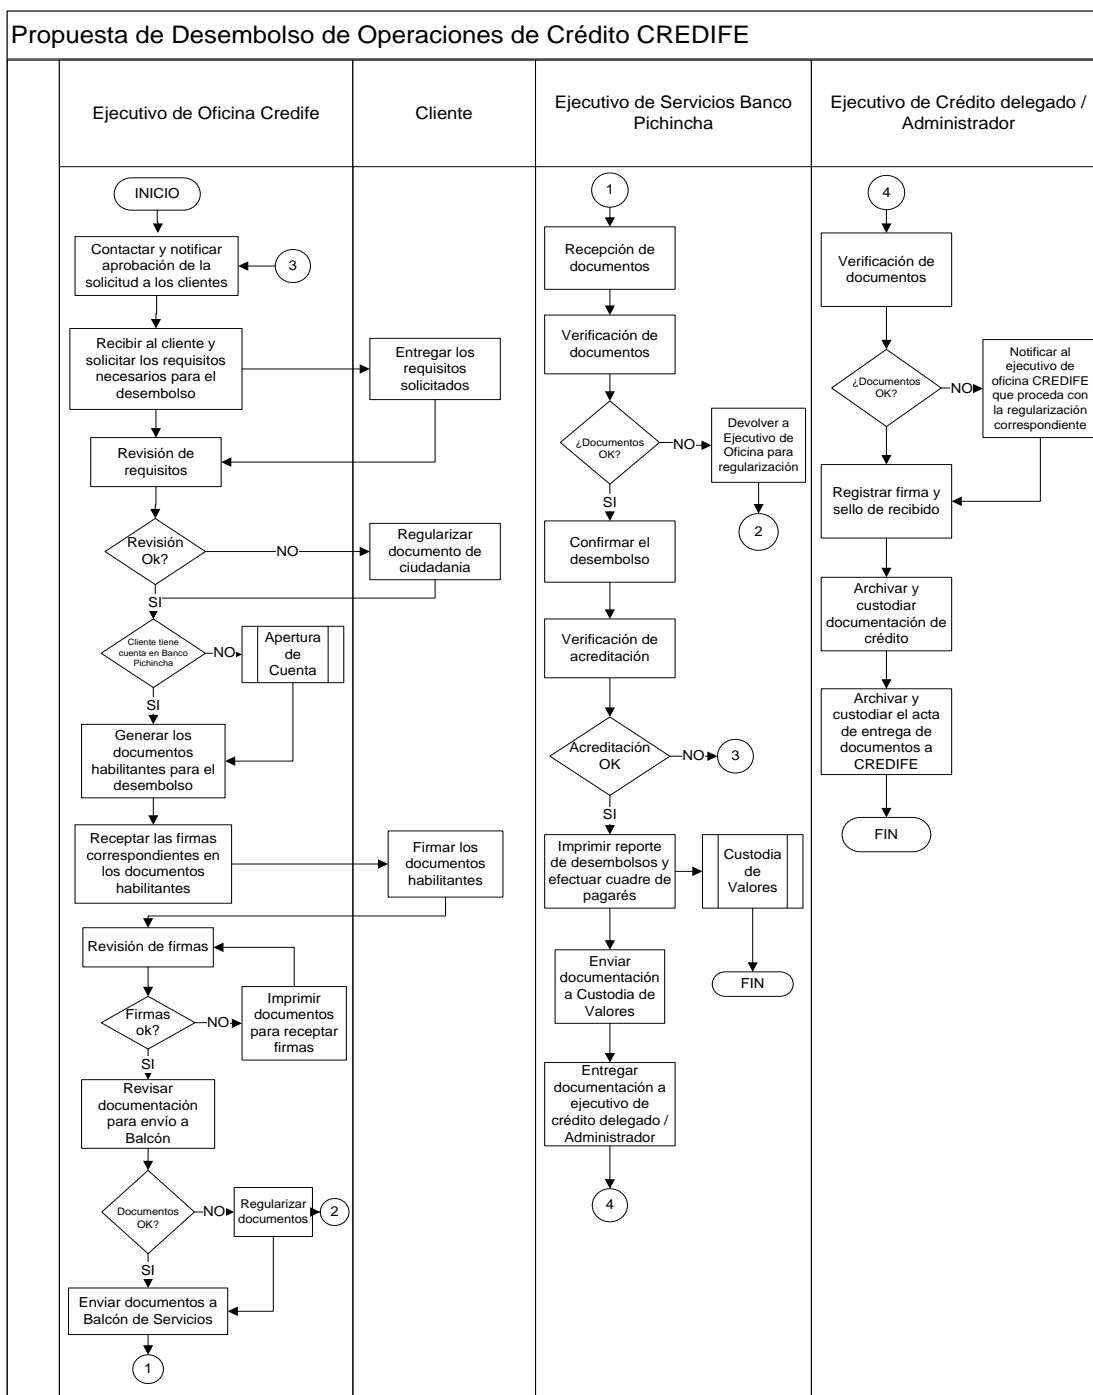 Propuesta de Desembolso de Operaciones de Crédito CREDIFE
Ejecutivo de Oficina Credife
Cliente
Ejecutivo de Servicios Banco
Pichincha
Ejecutivo de Crédito delegado /
Administrador
INICIO
Contactar y notificar
aprobación de la
solicitud a los clientes
3
Recibir al cliente y
solicitar los requisitos
necesarios para el
desembolso
Entregar los
requisitos
solicitados
Revisión de
requisitos
Revisión
Ok?
NO
Regularizar
documento de
ciudadania
SI
Cliente tiene
cuenta en Banco
Pichincha
NO
Apertura
de
Cuenta
SI
Generar los
documentos
habilitantes para el
desembolso
Receptar las firmas
correspondientes en
los documentos
habilitantes
Firmar los
documentos
habilitantes
Revisión de firmas
Firmas
ok?
NO
Imprimir
documentos
para receptar
firmas
SI
Revisar
documentación
para envío a
Balcón
Documentos
OK?
NO
Regularizar
documentos
2
SI
Enviar documentos a
Balcón de Servicios
1
1
Recepción de
documentos
Verificación de
documentos
¿Documentos
OK?
NO
Devolver a
Ejecutivo de
Oficina para
regularización
2
SI
Confirmar el
desembolso
Verificación de
acreditación
Acreditación
OK
NO
3
SI
Imprimir reporte
de desembolsos y
efectuar cuadre de
pagarés
Custodia
de
Valores
FIN
Enviar
documentación
a Custodia de
Valores
Entregar
documentación a
ejecutivo de
crédito delegado /
Administrador
4
4
Verificación de
documentos
¿Documentos
OK?
NO
Notificar al
ejecutivo de
oficina CREDIFE
que proceda con
la regularización
correspondiente
Registrar firma y
sello de recibido
Archivar y
custodiar
documentación de
crédito
Archivar y
custodiar el acta
de entrega de
documentos a
CREDIFE
FIN